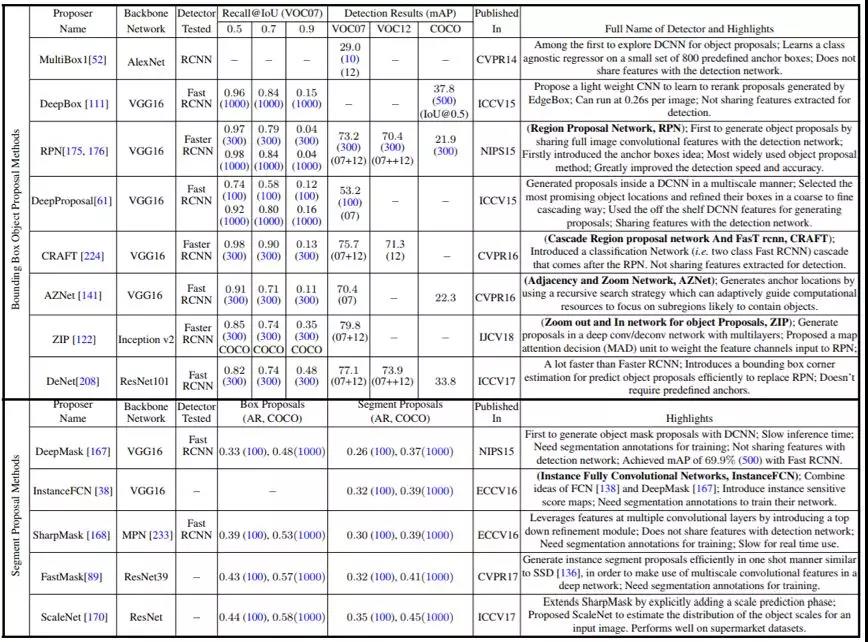 Bounding Box Object Proposal Methods
Proposer Name | Backbone Network | Detector Tested | Recall@IoU (VOC07) | Detection Results (mAP) | Published In | Full Name of Detector and Highlights
0.5 | 0.7 | 0.9 | VOC07 | VOC12 | COCO
MultiBox1[52] | AlexNet | RCNN | − | − | − | 29.0 (10) (12) | − | − | CVPR14 | Among the first to explore DCNN for object proposals; Learns a class agnostic regressor on a small set of 800 predefined anchor boxes; Does not share features with the detection network.
DeepBox [111] | VGG16 | Fast RCNN | 0.96 (1000) | 0.84 (1000) | 0.15 (1000) | − | − | 37.8 (500) (IoU@0.5) | ICCV15 | Propose a light weight CNN to learn to rerank proposals generated by EdgeBox; Can run at 0.26s per image; Not sharing features extracted for detection.
RPN[175, 176] | VGG16 | Faster RCNN | 0.97 (300) 0.98 (1000) | 0.79 (300) 0.84 (1000) | 0.04 (300) 0.04 (1000) | 73.2 (300) (07+12) | 70.4 (300) (07++12) | 21.9 (300) | NIPS15 | (Region Proposal Network, RPN); First to generate object proposals by sharing full image convolutional features with the detection network; Firstly introduced the anchor boxes idea; Most widely used object proposal method; Greatly improved the detection speed and accuracy.
DeepProposal[61] | VGG16 | Fast RCNN | 0.74 (100) 0.92 (1000) | 0.58 (100) 0.80 (1000) | 0.12 (100) 0.16 (1000) | 53.2 (100) (07) | − | − | ICCV15 | Generated proposals inside a DCNN in a multiscale manner; Selected the most promising object locations and refined their boxes in a coarse to fine cascading way; Used the off the shelf DCNN features for generating proposals; Sharing features with the detection network.
CRAFT [224] | VGG16 | Faster RCNN | 0.98 (300) | 0.90 (300) | 0.13 (300) | 75.7 (07+12) | 71.3 (12) | − | CVPR16 | (Cascade Region proposal network And FasT rcnn, CRAFT); Introduced a classification Network (i.e. two class Fast RCNN) cascade that comes after the RPN. Not sharing features extracted for detection.
AZNet [141] | VGG16 | Fast RCNN | 0.91 (300) | 0.71 (300) | 0.11 (300) | 70.4 (07) | − | 22.3 | CVPR16 | (Adjacency and Zoom Network, AZNet); Generates anchor locations by using a recursive search strategy which can adaptively guide computational resources to focus on subregions likely to contain objects.
ZIP [122] | Inception v2 | Faster RCNN | 0.85 (300) COCO | 0.74 (300) COCO | 0.35 (300) COCO | 79.8 (07+12) | − | − | IJCV18 | (Zoom out and In network for object Proposals, ZIP); Generate proposals in a deep conv/deconv network with multilayers; Proposed a map attention decision (MAD) unit to weight the feature channels input to RPN;
DeNet[208] | ResNet101 | Fast RCNN | 0.82 (300) | 0.74 (300) | 0.48 (300) | 77.1 (07+12) | 73.9 (07++12) | 33.8 | ICCV17 | A lot faster than Faster RCNN; Introduces a bounding box corner estimation for predict object proposals efficiently to replace RPN; Doesn't require predefined anchors.
Segment Proposal Methods
Proposer Name | Backbone Network | Detector Tested | Box Proposals (AR, COCO) | Segment Proposals (AR, COCO) | Published In | Highlights
DeepMask [167] | VGG16 | Fast RCNN | 0.33 (100), 0.48(1000) | 0.26 (100), 0.37(1000) | NIPS15 | First to generate object mask proposals with DCNN; Slow inference time; Need segmentation annotations for training; Not sharing features with detection network; Achieved mAP of 69.9% (500) with Fast RCNN.
InstanceFCN [38] | VGG16 | − | − | 0.32 (100), 0.39(1000) | ECCV16 | (Instance Fully Convolutional Networks, InstanceFCN); Combine ideas of FCN [138] and DeepMask [167]; Introduce instance sensitive score maps; Need segmentation annotations to train their network.
SharpMask [168] | MPN [233] | Fast RCNN | 0.39 (100), 0.53(1000) | 0.30 (100), 0.39(1000) | ECCV16 | Leverages features at multiple convolutional layers by introducing a top down refinement module; Does not share features with detection network; Need segmentation annotations for training; Slow for real time use.
FastMask[89] | ResNet39 | − | 0.43 (100), 0.57(1000) | 0.32 (100), 0.41(1000) | CVPR17 | Generate instance segment proposals efficiently in one shot manner similar to SSD [136], in order to make use of multiscale convolutional features in a deep network; Need segmentation annotations for training.
ScaleNet [170] | ResNet | − | 0.44 (100), 0.58(1000) | 0.35 (100), 0.45(1000) | ICCV17 | Extends SharpMask by explicitly adding a scale prediction phase; Proposed ScaleNet to estimate the distribution of the object scales for an input image. Performs well on supermarket datasets.